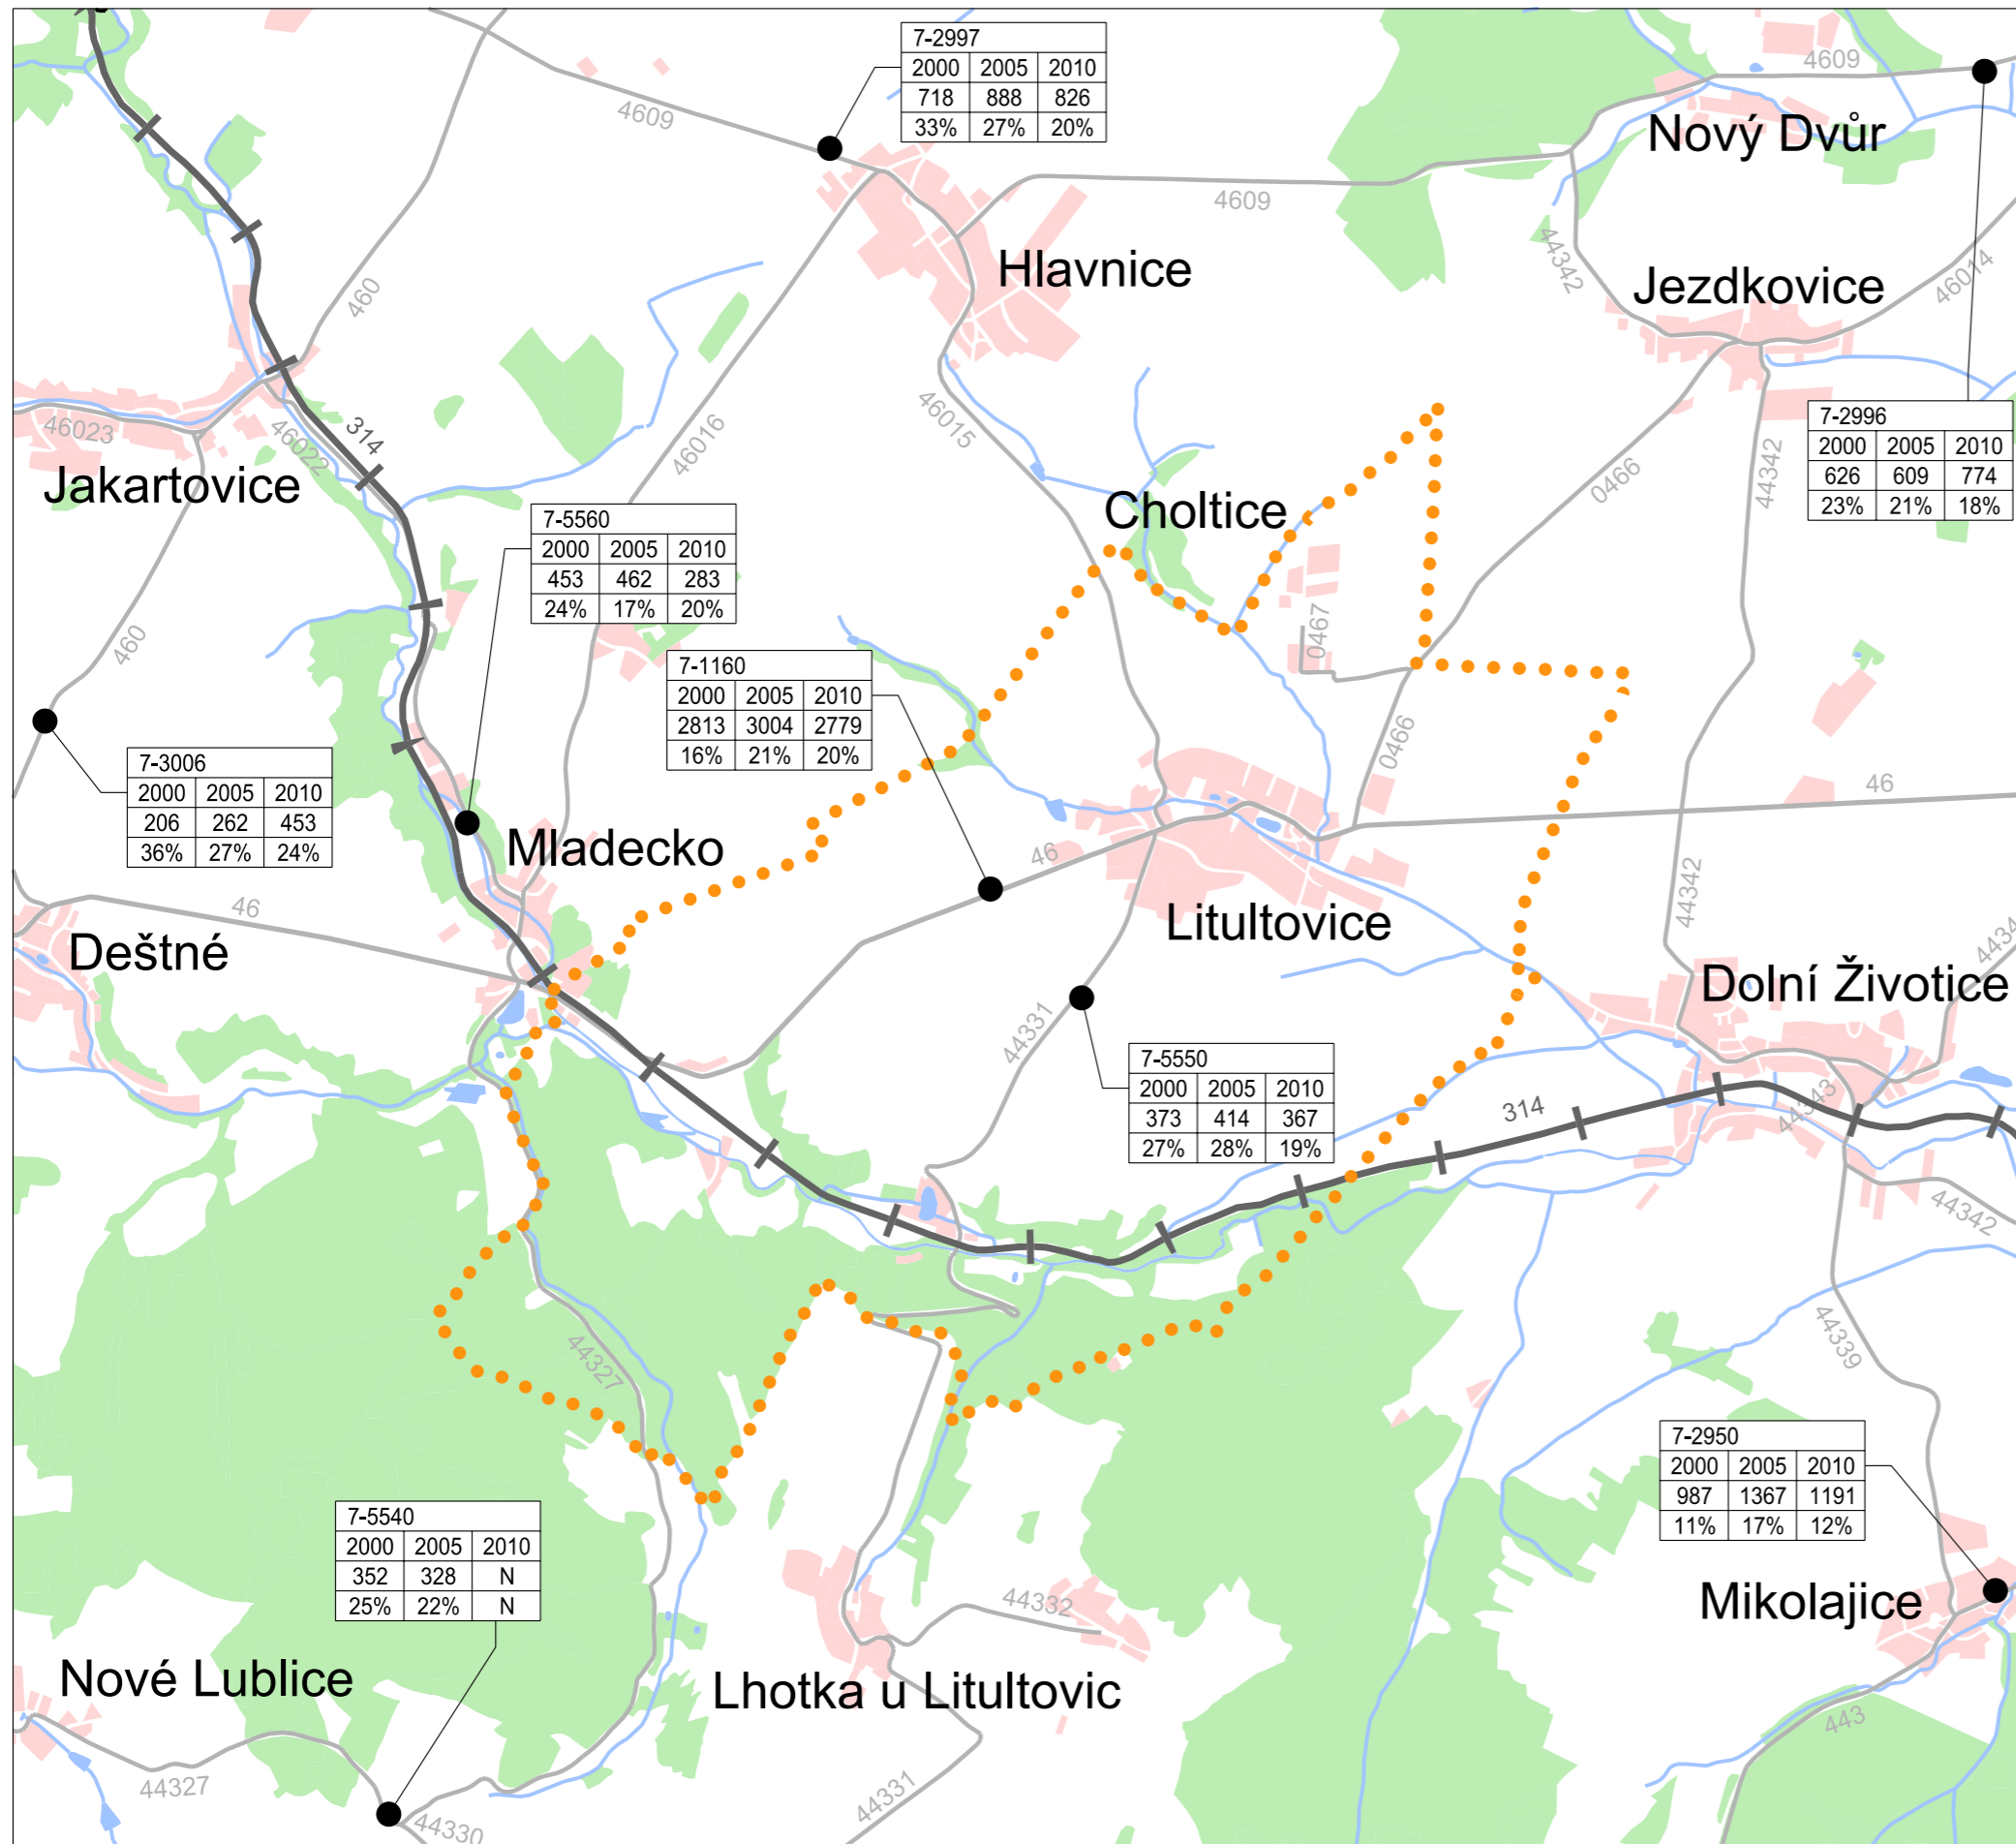 7-2997
2000 2005 2010
718 888 826
33% 27% 20%
4609
4609
Nový Dvůr
4609
Hlavnice
44342
Jezdkovice
46014
460
46015
46016
46023
46022
314
Jakartovice
7-2996
2000 2005 2010
626 609 774
23% 21% 18%
0466
44342
Choltice
7-5560
2000 2005 2010
453 462 283
24% 17% 20%
460
0467
7-1160
2000 2005 2010
2813 3004 2779
16% 21% 20%
0466
7-3006
2000 2005 2010
206 262 453
36% 27% 24%
46
Mladecko
46
46
44342
Litultovice
Deštné
Dolní Životice
44331
7-5550
2000 2005 2010
373 414 367
27% 28% 19%
314
44343
44342
44339
44327
7-2950
2000 2005 2010
987 1367 1191
11% 17% 12%
7-5540
2000 2005 2010
352 328 N
25% 22% N
44332
Mikolajice
Nové Lublice
Lhotka u Litultovic
443
44327
44331
44330